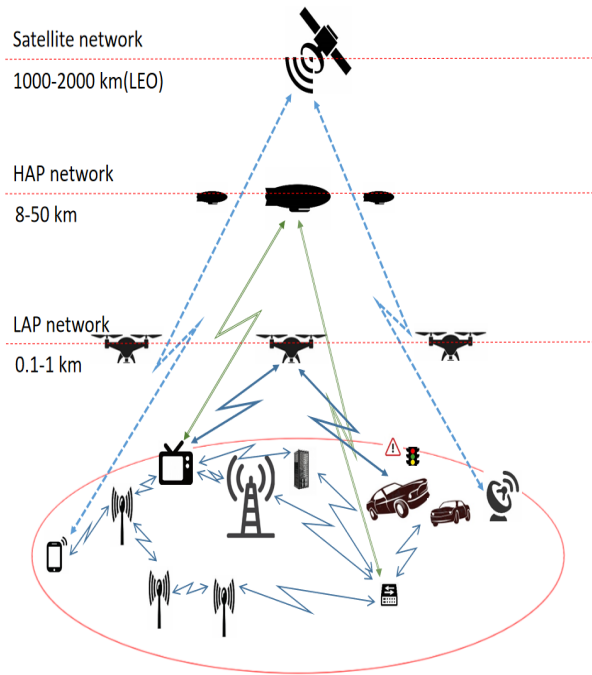 Satellite network
1000-2000 km(LEO)
HAP network
8-50 km
LAP network
0.1-1 km